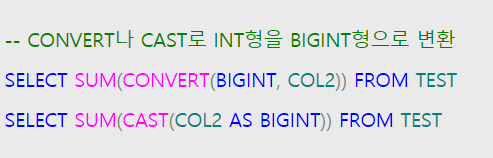 -- CONVERT나 CAST로 INT형을 BIGINT형으로 변환
SELECT SUM(CONVERT(BIGINT, COL2)) FROM TEST
SELECT SUM(CAST(COL2 AS BIGINT)) FROM TEST